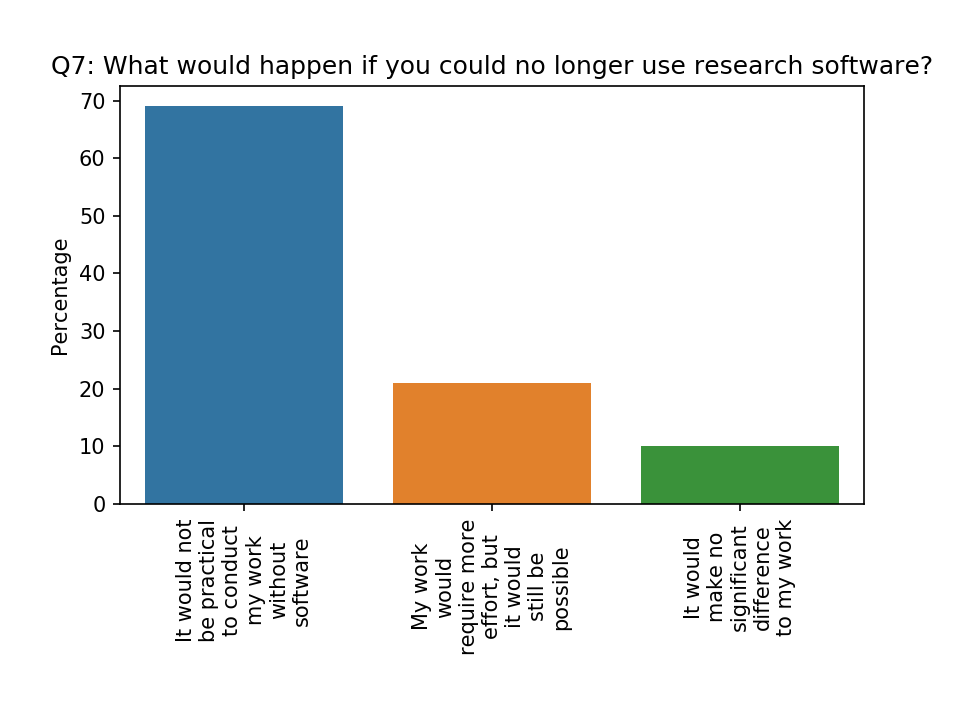 Q7: What would happen if you could no longer use research software?
70
60
50
40
30
20
10
0
Percentage
It would not
be practical
to conduct
my work
without
software
My work
would
require more
effort, but
it would
still be
possible
It would
make no
significant
difference
to my work